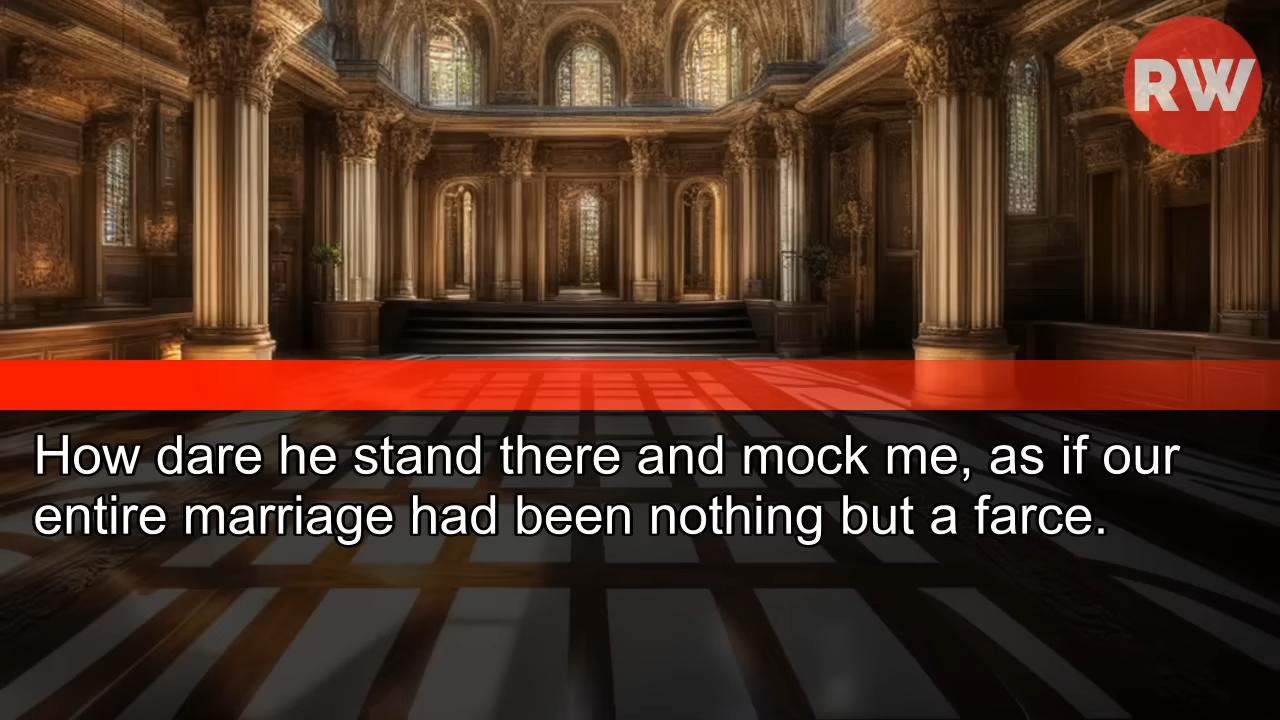 RW
How dare he stand there and mock me, as if our
entire marriage had been nothing but a farce.